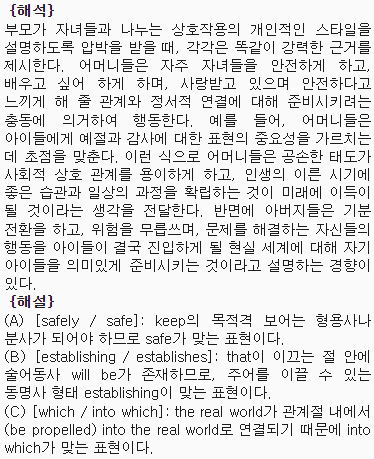 {해석}
부모가 자녀들과 나누는 상호작용의 개인적인 스타일을
설명하도록 압박을 받을 때, 각각은 똑같이 강력한 근거를
제시한다. 어머니들은 자주 자녀들을 안전하게 하고,
배우고 싶어 하게 하며, 사랑받고 있으며 안전하다고
느끼게 해 줄 관계와 정서적 연결에 대해 준비시키려는
충동에 의거하여 행동한다. 예를 들어, 어머니들은
아이들에게 예절과 감사에 대한 표현의 중요성을 가르치는
데 초점을 맞춘다. 이런 식으로 어머니들은 공손한 태도가
사회적 상호 관계를 용이하게 하고, 인생의 이른 시기에
좋은 습관과 일상의 과정을 확립하는 것이 미래에 이득이
될 것이라는 생각을 전달한다. 반면에 아버지들은 기분
전환을 하고, 위험을 무릅쓰며, 문제를 해결하는 자신들의
행동을 아이들이 결국 진입하게 될 현실 세계에 대해 자기
아이들을 의미있게 준비시키는 것이라고 설명하는 경향이
있다.
{해설}
(A) [safely / safe]: keep의 목적격 보어는 형용사나
분사가 되어야 하므로 safe가 맞는 표현이다.
(B) [establishing / establishes]: that이 이끄는 절 안에
술어동사 will be가 존재하므로, 주어를 이끌 수 있는
동명사 형태 establishing이 맞는 표현이다.
(C) [which / into which]: the real world가 관계절 내에서
(be propelled) into the real world로 연결되기 때문에 into
which가 맞는 표현이다.